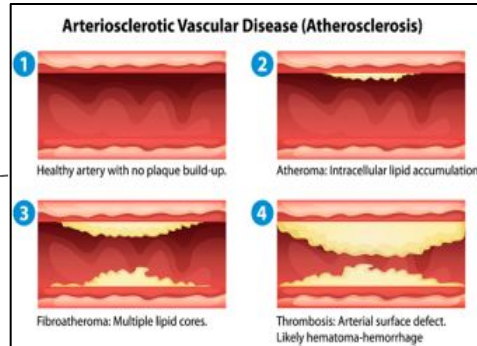 Arteriosclerotic Vascular Disease (Atherosclerosis)
1
Healthy artery with no plaque build-up.
2
Atheroma: Intracellular lipid accumulation
3
Fibroatheroma: Multiple lipid cores.
4
Thrombosis: Arterial surface defect.
Likely hematoma-hemorrhage